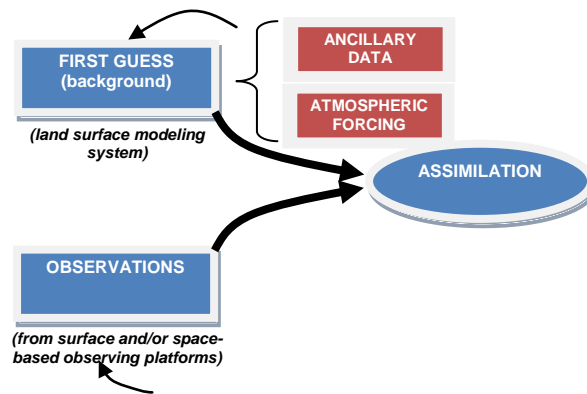 FIRST GUESS
(background)
(land surface modeling
system)
ANCILLARY
DATA
ATMOSPHERIC
FORCING
ASSIMILATION
OBSERVATIONS
(from surface and/or space-
based observing platforms)